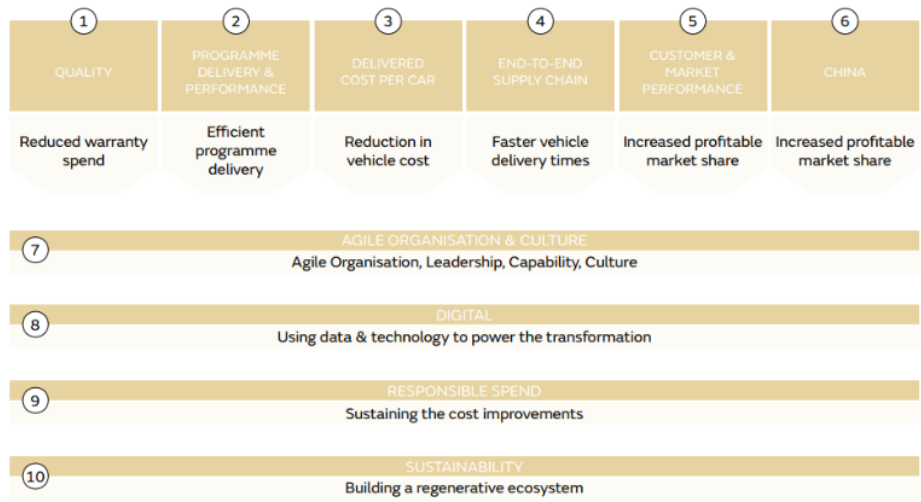 1
QUALITY
Reduced warranty
spend
2
PROGRAMME
DELIVERY &
PERFORMANCE
Efficient
programme
delivery
3
DELIVERED
COST PER CAR
Reduction in
vehicle cost
4
END-TO-END
SUPPLY CHAIN
Faster vehicle
delivery times
5
CUSTOMER &
MARKET
PERFORMANCE
Increased profitable
market share
6
CHINA
Increased profitable
market share
7
AGILE ORGANISATION & CULTURE
Agile Organisation, Leadership, Capability, Culture
8
DIGITAL
Using data & technology to power the transformation
9
RESPONSIBLE SPEND
Sustaining the cost improvements
10
SUSTAINABILITY
Building a regenerative ecosystem